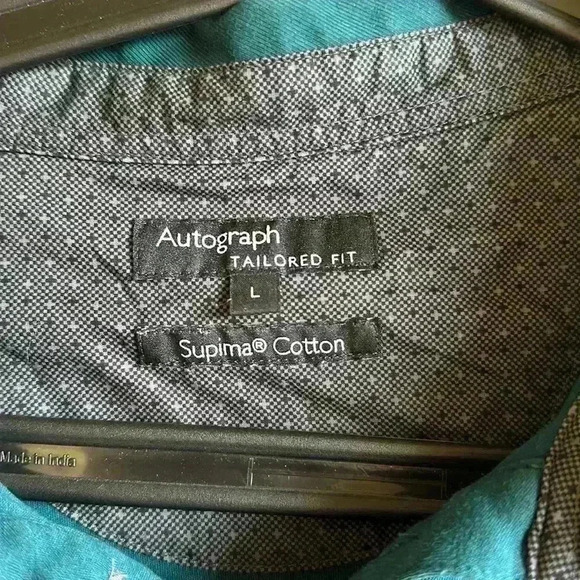 Autograph
TAILORED FIT
L
Supima® Cotton
Made in India